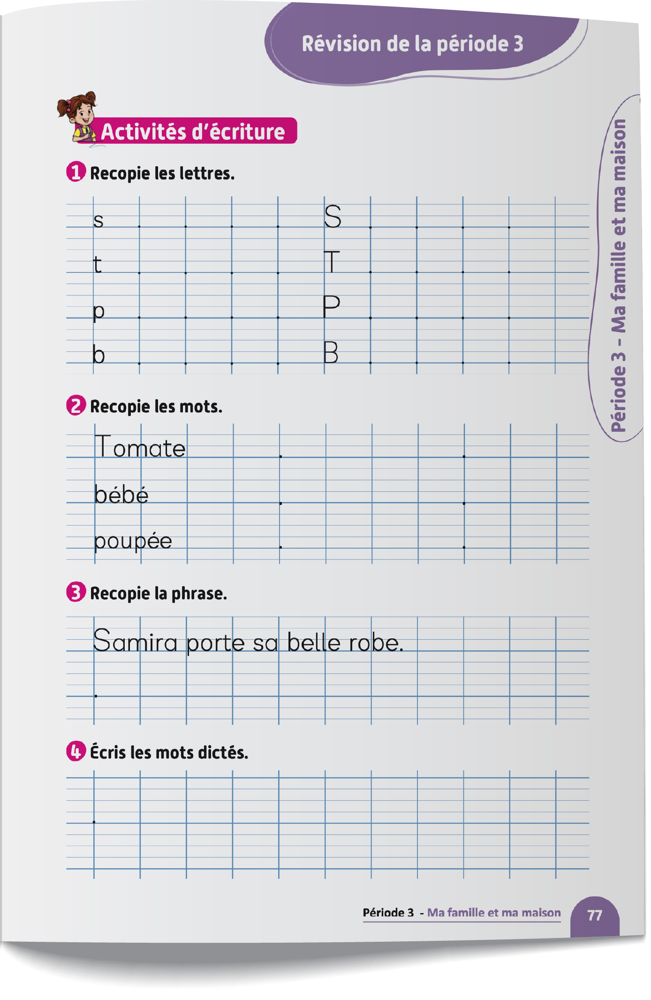 Révision de la période 3
Activités d'écriture
1 Recopie les lettres.
s S
t T
p P
b B
2 Recopie les mots.
Tomate
bébé
poupée
3 Recopie la phrase.
Samira porte sa belle robe.
4 Écris les mots dictés.
Période 3 - Ma famille et ma maison
77
Période 3 - Ma famille et ma maison